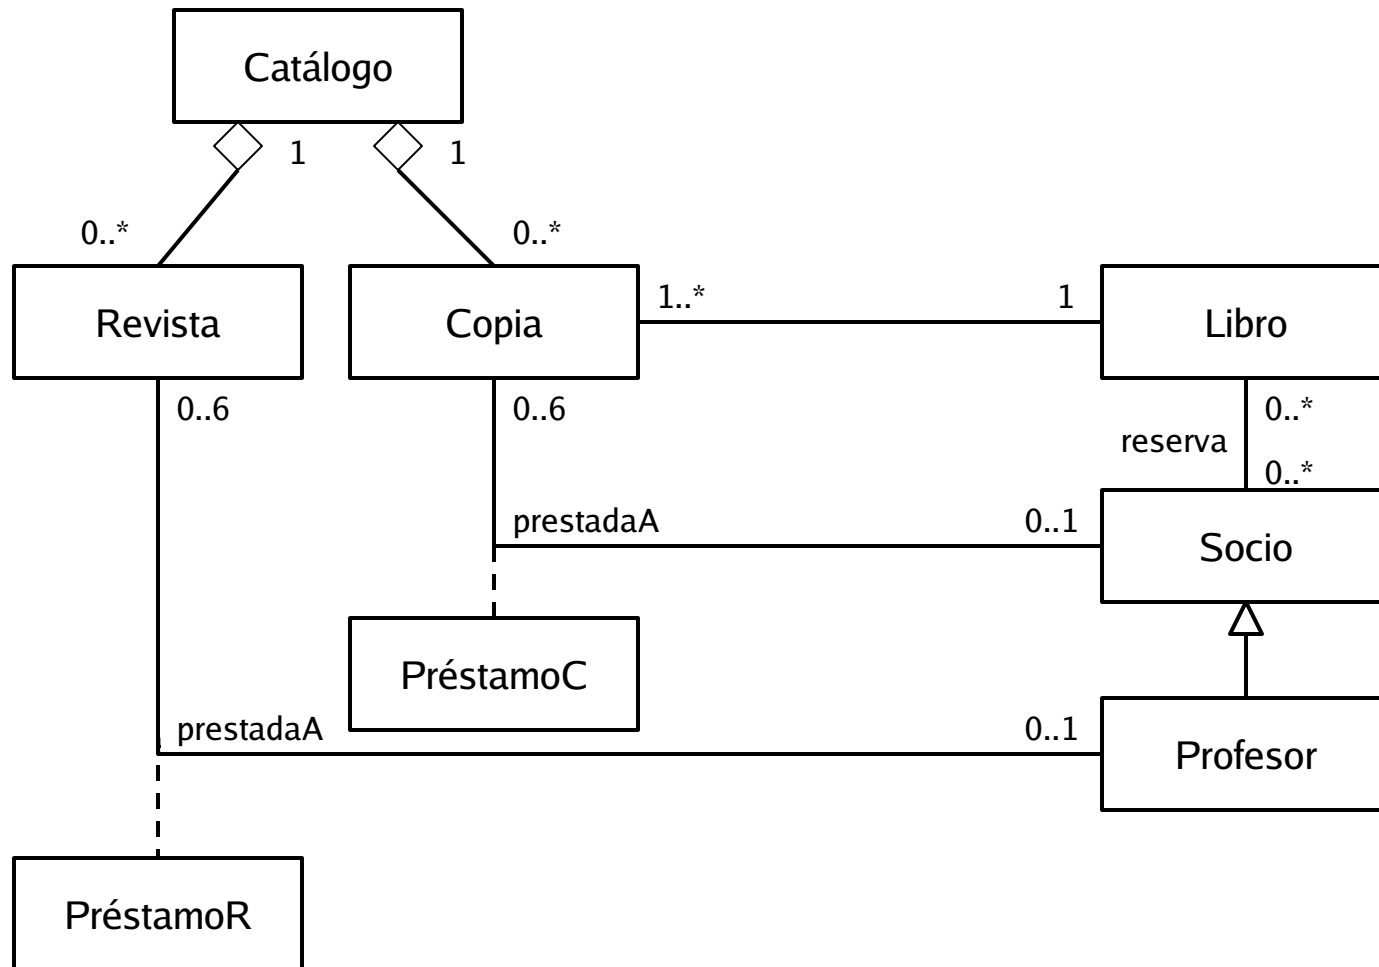 Catálogo
1
1
0..*
0..*
Revista
Copia
1..*
1
Libro
0..6
0..6
0..*
reserva
0..*
prestadaA
0..1
Socio
PréstamoC
prestadaA
0..1
Profesor
PréstamoR